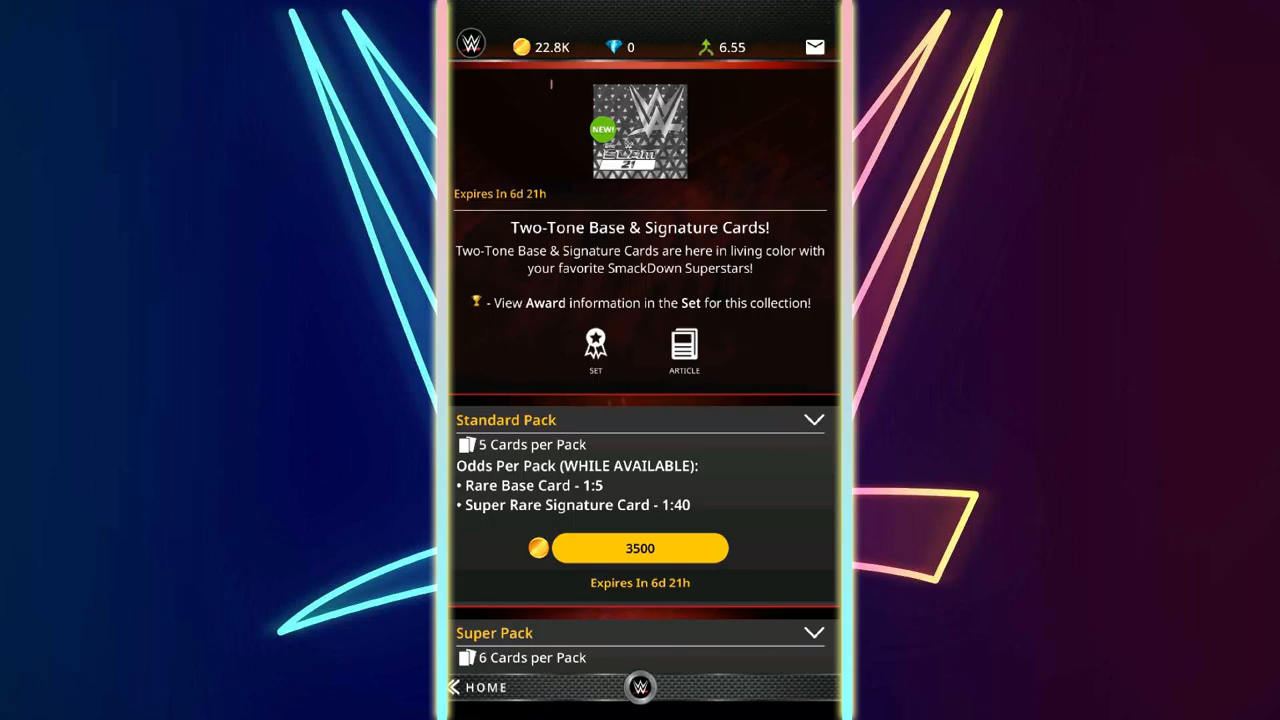 22.8K 0 6.55
NEW!
SLAM
21
Expires In 6d 21h
Two-Tone Base & Signature Cards!
Two-Tone Base & Signature Cards are here in living color with
your favorite SmackDown Superstars!
- View Award information in the Set for this collection!
SET ARTICLE
Standard Pack
5 Cards per Pack
Odds Per Pack (WHILE AVAILABLE):
• Rare Base Card - 1:5
• Super Rare Signature Card - 1:40
3500
Expires In 6d 21h
Super Pack
6 Cards per Pack
HOME